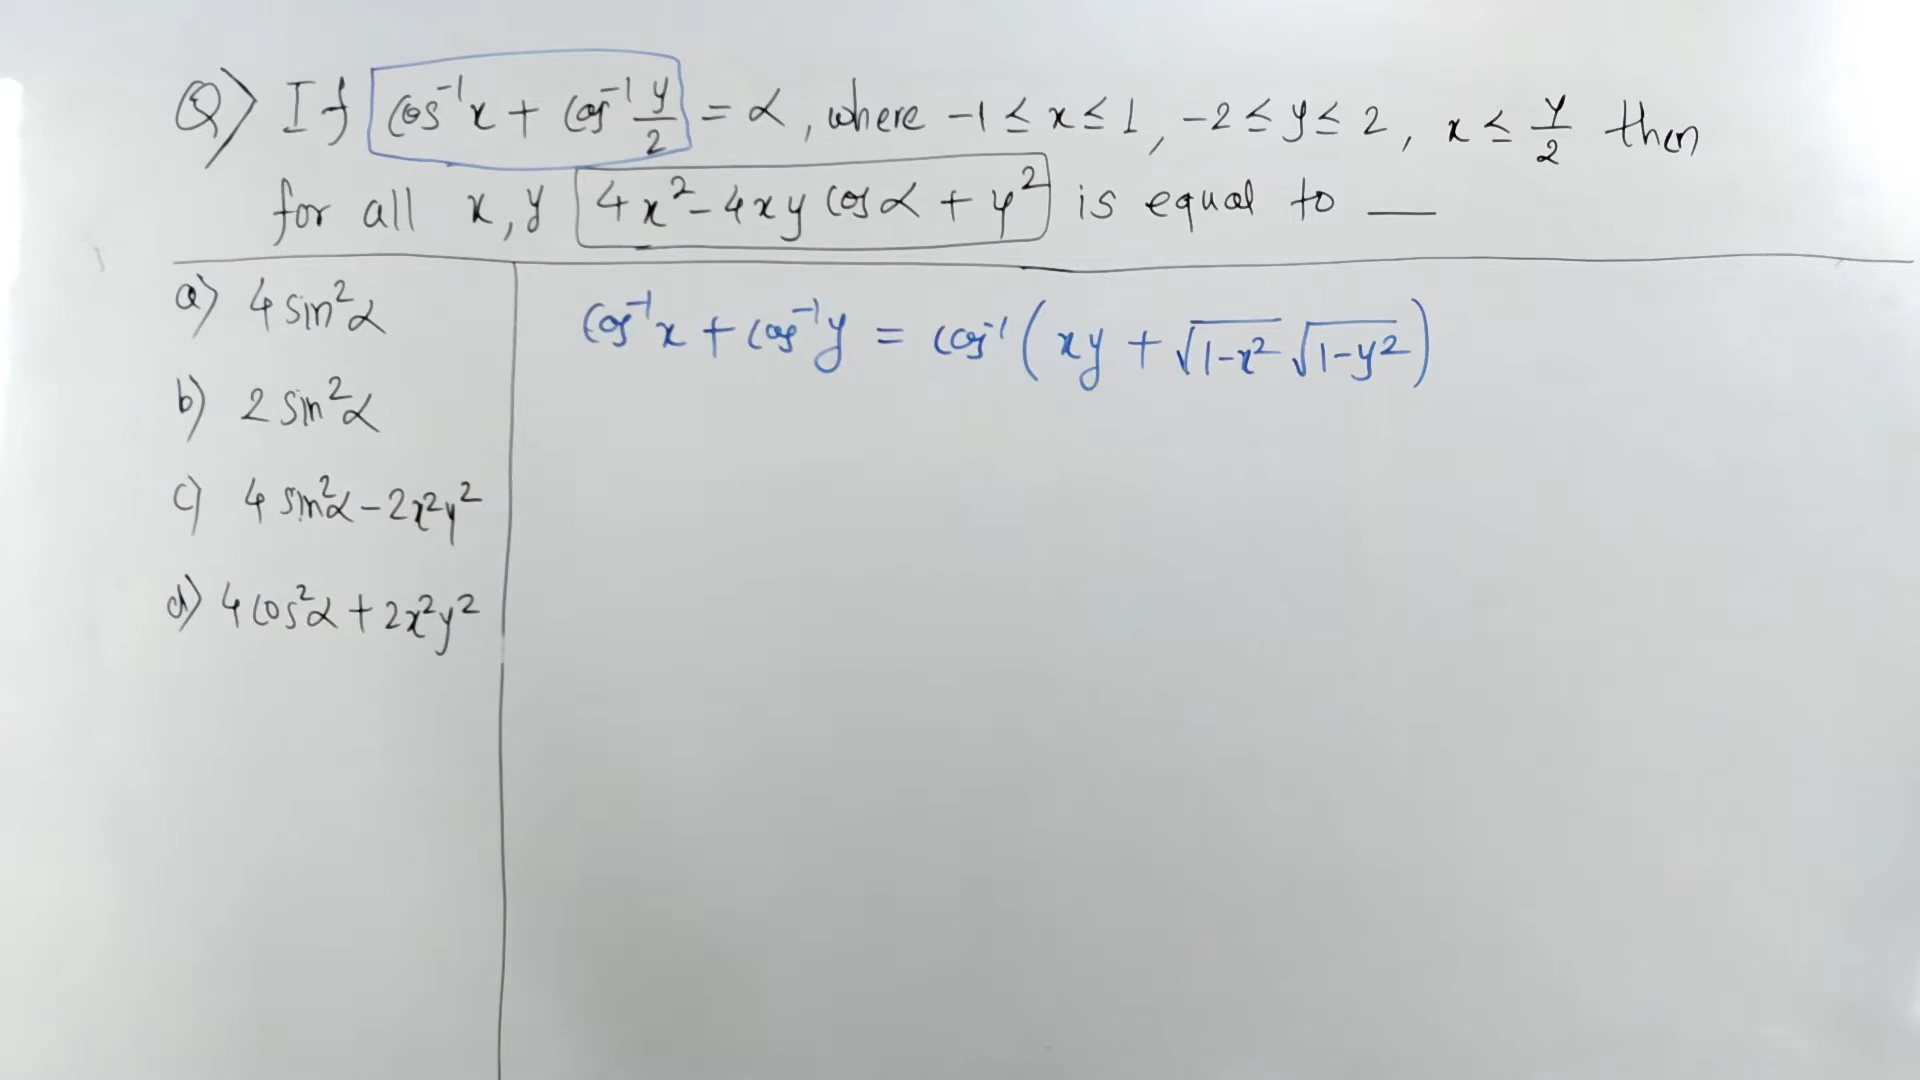 Q) If cos⁻¹x + cos⁻¹ y/2 = α, where -1 ≤ x ≤ 1, -2 ≤ y ≤ 2, x ≤ y/2 then
for all x, y 4x² - 4xy cosα + y² is equal to __
a) 4 sin²α
b) 2 sin²α
c) 4 sin²α - 2x²y²
d) 4 cos²α + 2x²y²
cos⁻¹x + cos⁻¹y = cos⁻¹(xy + √1-x² √1-y²)